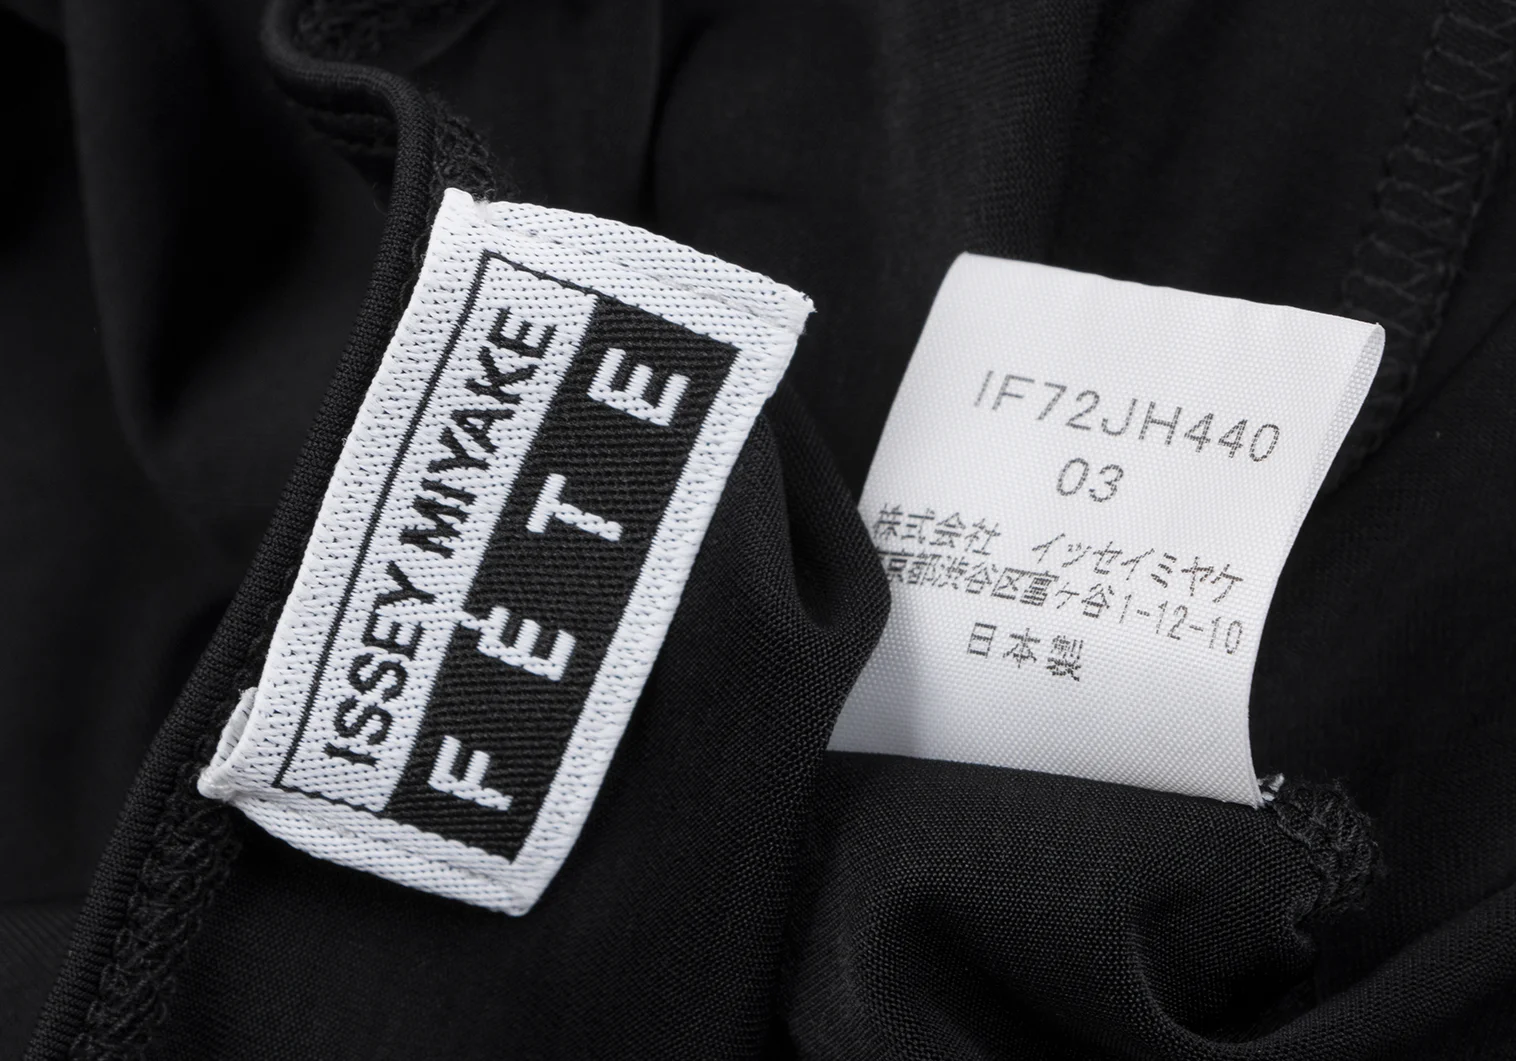 ISSEY MIYAKE
FÊTE
IF72JH440
03
株式会社 イッセイミヤケ
京都渋谷区富ヶ谷1-12-10
日本製